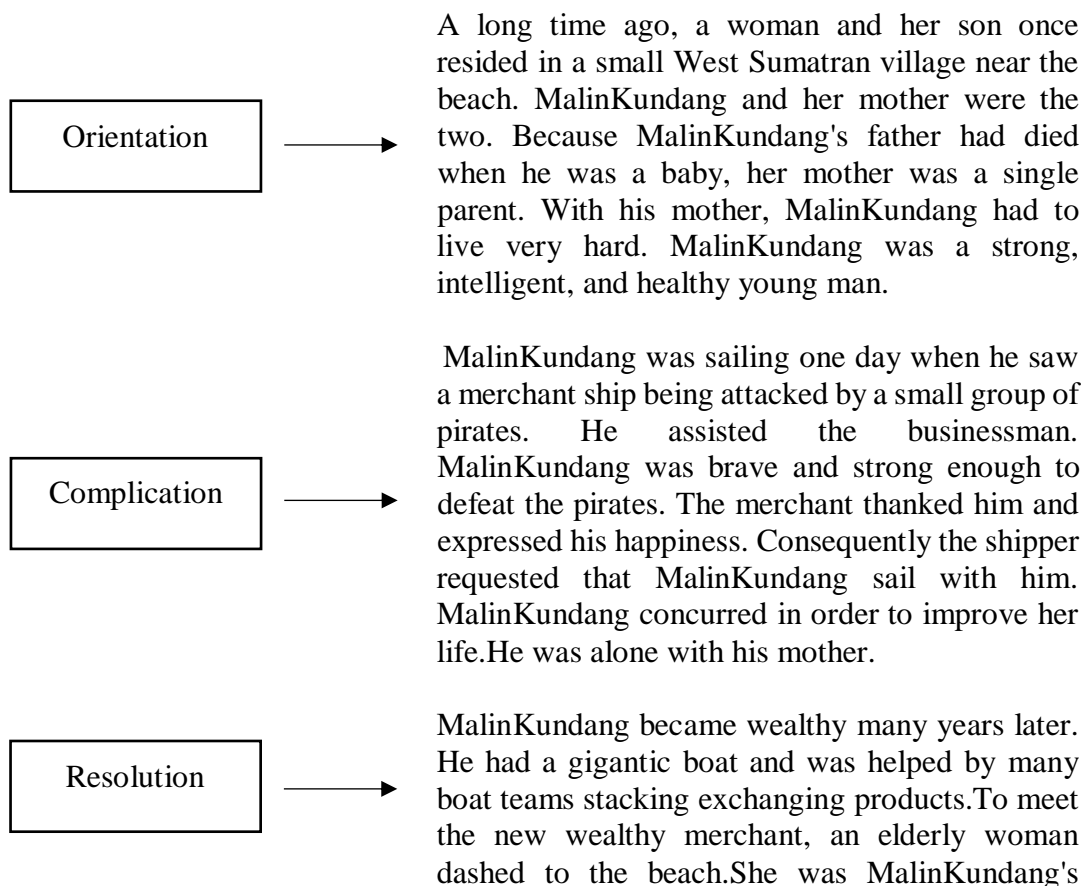 Orientation
A long time ago, a woman and her son once
resided in a small West Sumatran village near the
beach. MalinKundang and her mother were the
two. Because MalinKundang's father had died
when he was a baby, her mother was a single
parent. With his mother, MalinKundang had to
live very hard. MalinKundang was a strong,
intelligent, and healthy young man.
Complication
MalinKundang was sailing one day when he saw
a merchant ship being attacked by a small group of
pirates. He assisted the businessman.
MalinKundang was brave and strong enough to
defeat the pirates. The merchant thanked him and
expressed his happiness. Consequently the shipper
requested that MalinKundang sail with him.
MalinKundang concurred in order to improve her
life.He was alone with his mother.
Resolution
MalinKundang became wealthy many years later.
He had a gigantic boat and was helped by many
boat teams stacking exchanging products.To meet
the new wealthy merchant, an elderly woman
dashed to the beach.She was MalinKundang's